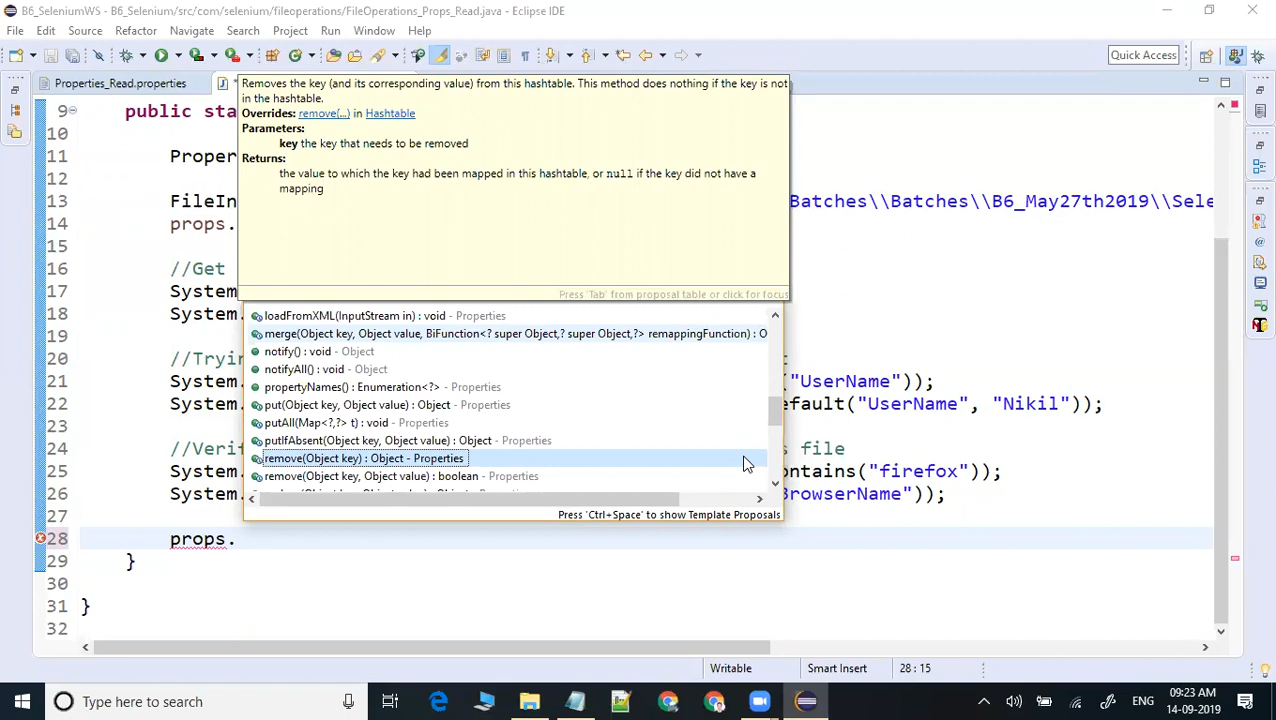 B6_SeleniumWS - B6_Selenium/src/com/selenium/fileoperations/FileOperations_Props_Read.java - Eclipse IDE
File Edit Source Refactor Navigate Search Project Run Window Help
Quick Access
Properties_Read.properties
Removes the key (and its corresponding value) from this hashtable. This method does nothing if the key is not
in the hashtable.
Overrides: remove(...) in Hashtable
Parameters:
key the key that needs to be removed
Returns:
the value to which the key had been mapped in this hashtable, or null if the key did not have a
mapping
Press 'Tab' from proposal table or click for focus
9 public sta
10
11 Proper
12
13 FileIn Batches\\Batches\\B6_May27th2019\\Sele
14 props.
15
16 //Get
17 System.
18 System.
19
20 //Tryin
21 System. ("UserName"));
22 System. efault("UserName", "Nikil"));
23
24 //Verif s file
25 System. ontains("firefox"));
26 System. BrowserName"));
27
28 props.
29 }
30
31 }
32
loadFromXML(InputStream in) : void - Properties
merge(Object key, Object value, BiFunction<? super Object,? super Object,?> remappingFunction) : O
notify() : void - Object
notifyAll() : void - Object
propertyNames() : Enumeration<?> - Properties
put(Object key, Object value) : Object - Properties
putAll(Map<?,?> t) : void - Properties
putIfAbsent(Object key, Object value) : Object - Properties
remove(Object key) : Object - Properties
remove(Object key, Object value) : boolean - Properties
Press 'Ctrl+Space' to show Template Proposals
Writable Smart Insert 28 : 15
Type here to search
ENG
09:23 AM
14-09-2019